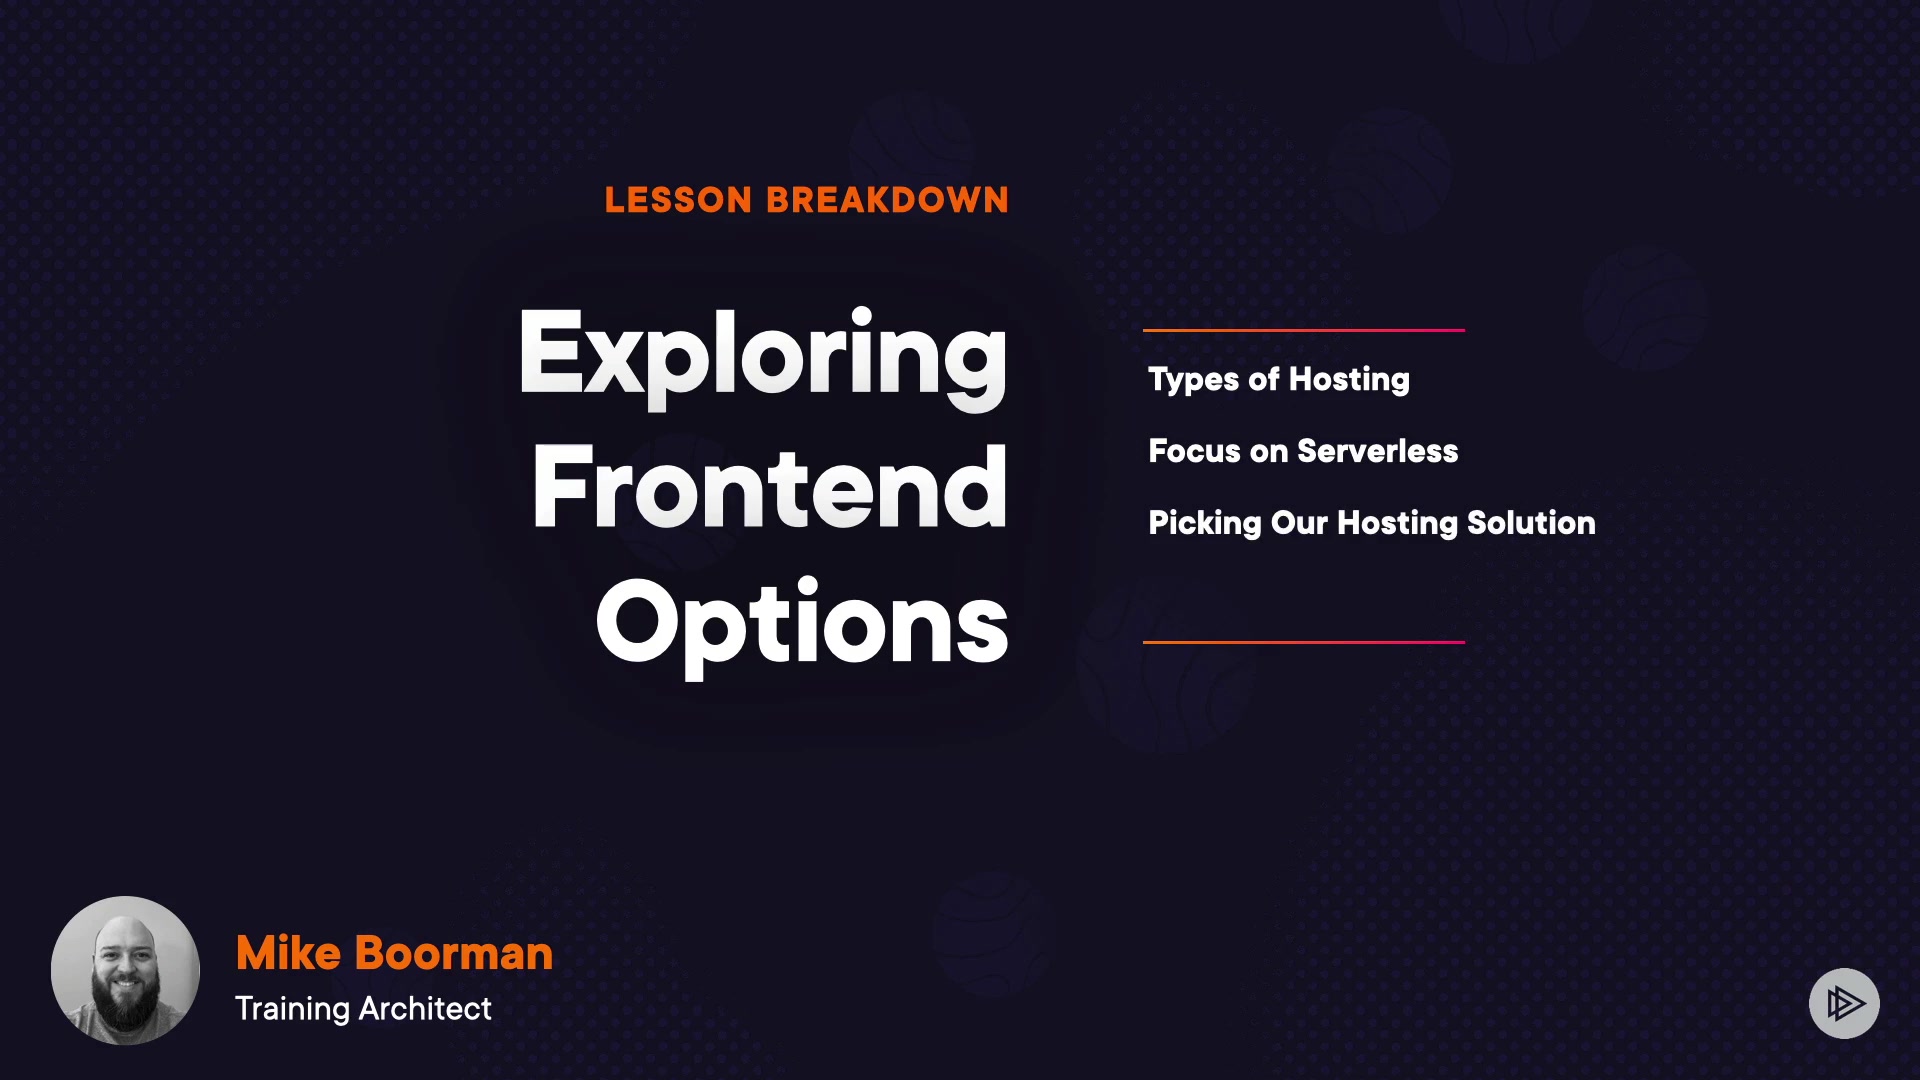 LESSON BREAKDOWN
Exploring
Frontend
Options
Types of Hosting
Focus on Serverless
Picking Our Hosting Solution
Mike Boorman
Training Architect